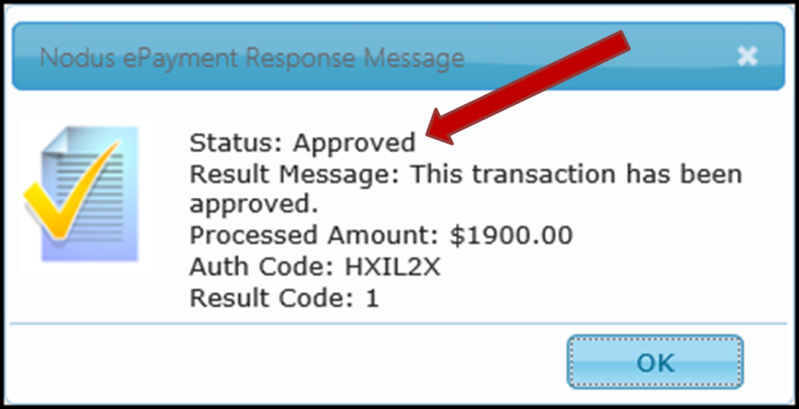 Nodus ePayment Response Message
Status: Approved
Result Message: This transaction has been
approved.
Processed Amount: $1900.00
Auth Code: HXIL2X
Result Code: 1
OK